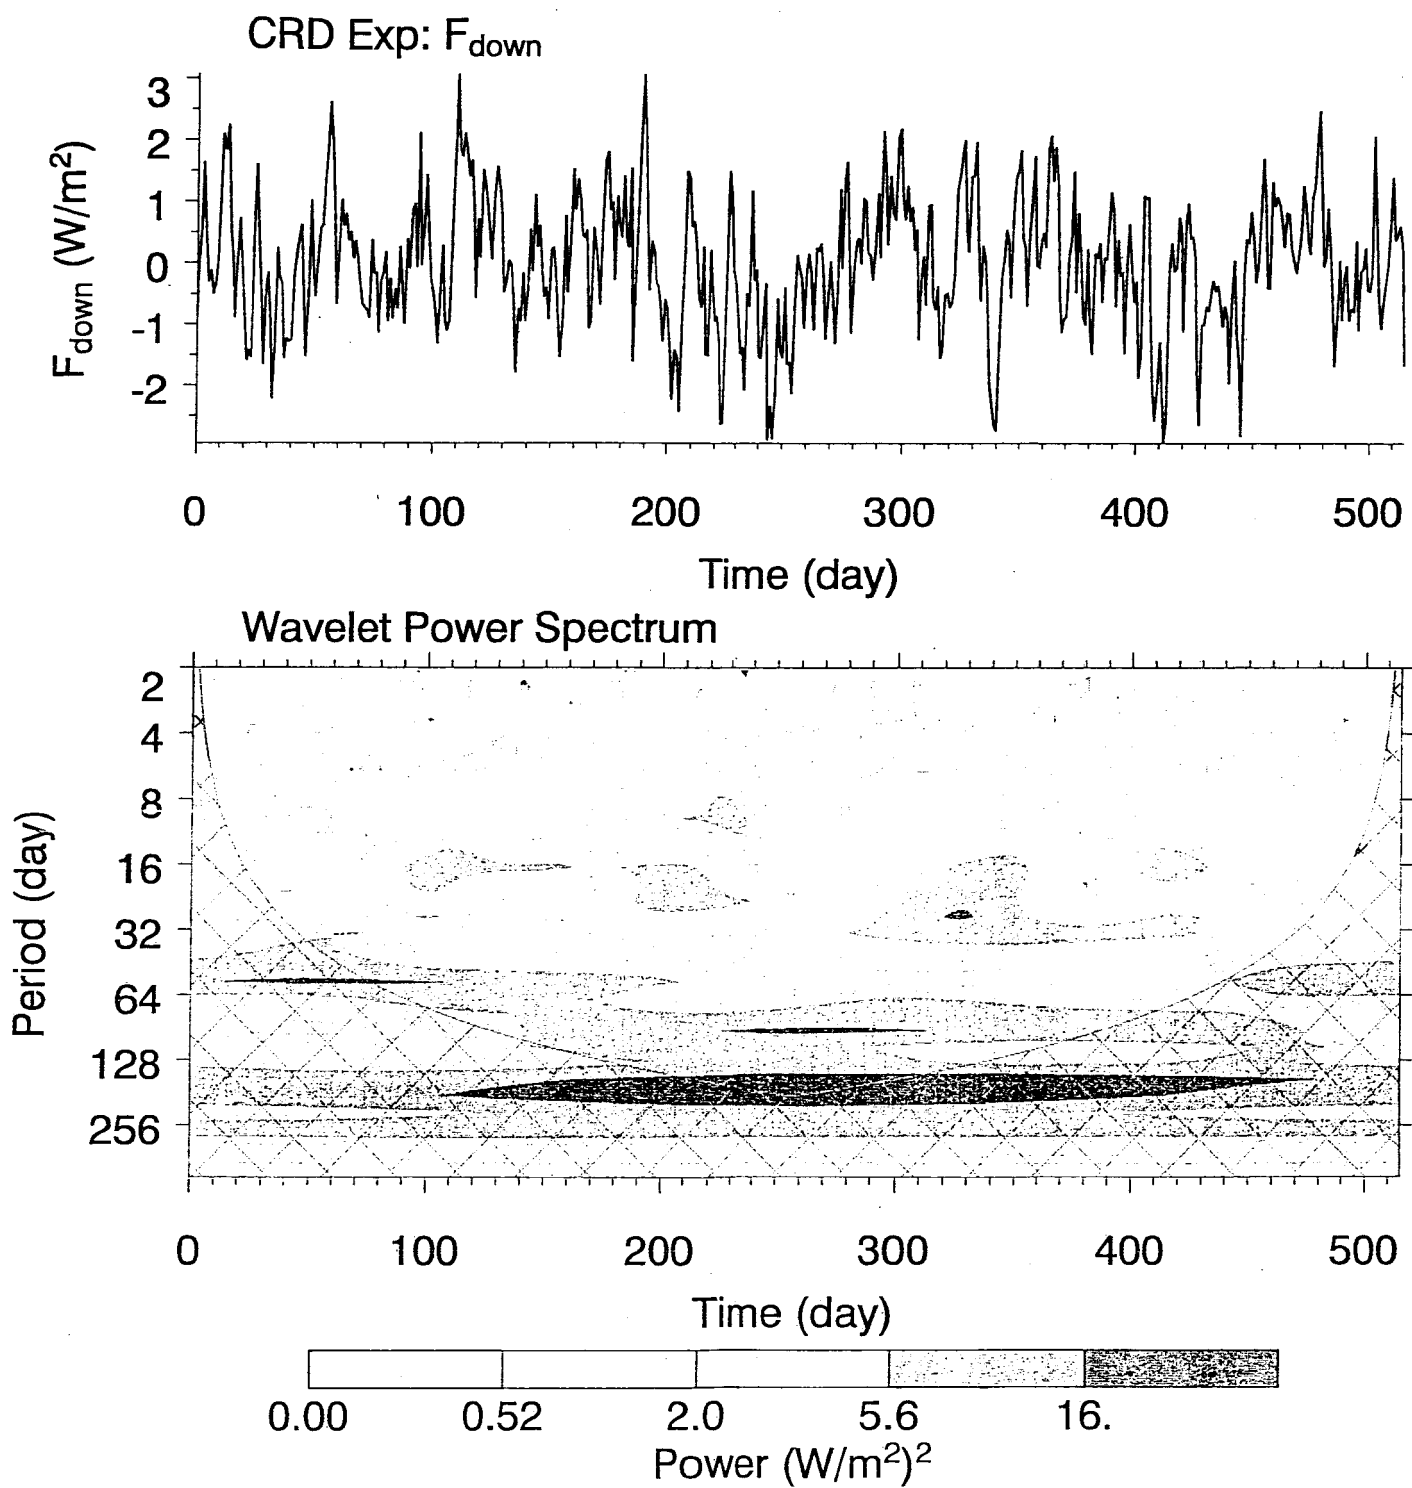 CRD Exp: F_down
3
2
1
0
-1
-2
F_down (W/m²)
0 100 200 300 400 500
Time (day)
Wavelet Power Spectrum
2
4
8
16
32
64
128
256
Period (day)
0 100 200 300 400 500
Time (day)
0.00 0.52 2.0 5.6 16.
Power (W/m²)²